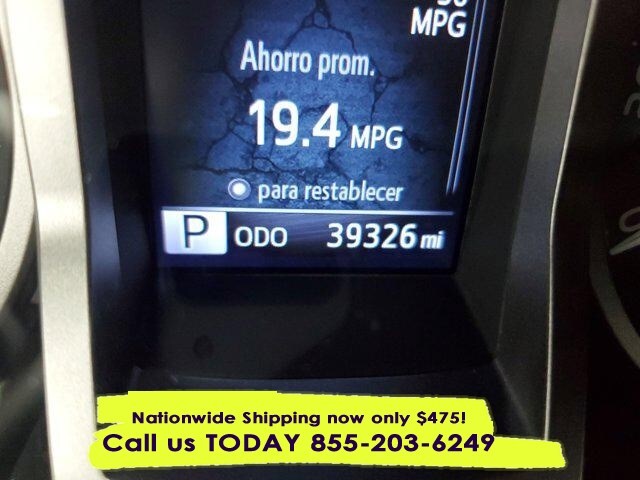 MPG
Ahorro prom.
19.4 MPG
para restablecer
P ODO 39326 mi
Nationwide Shipping now only $475!
Call us TODAY 855-203-6249